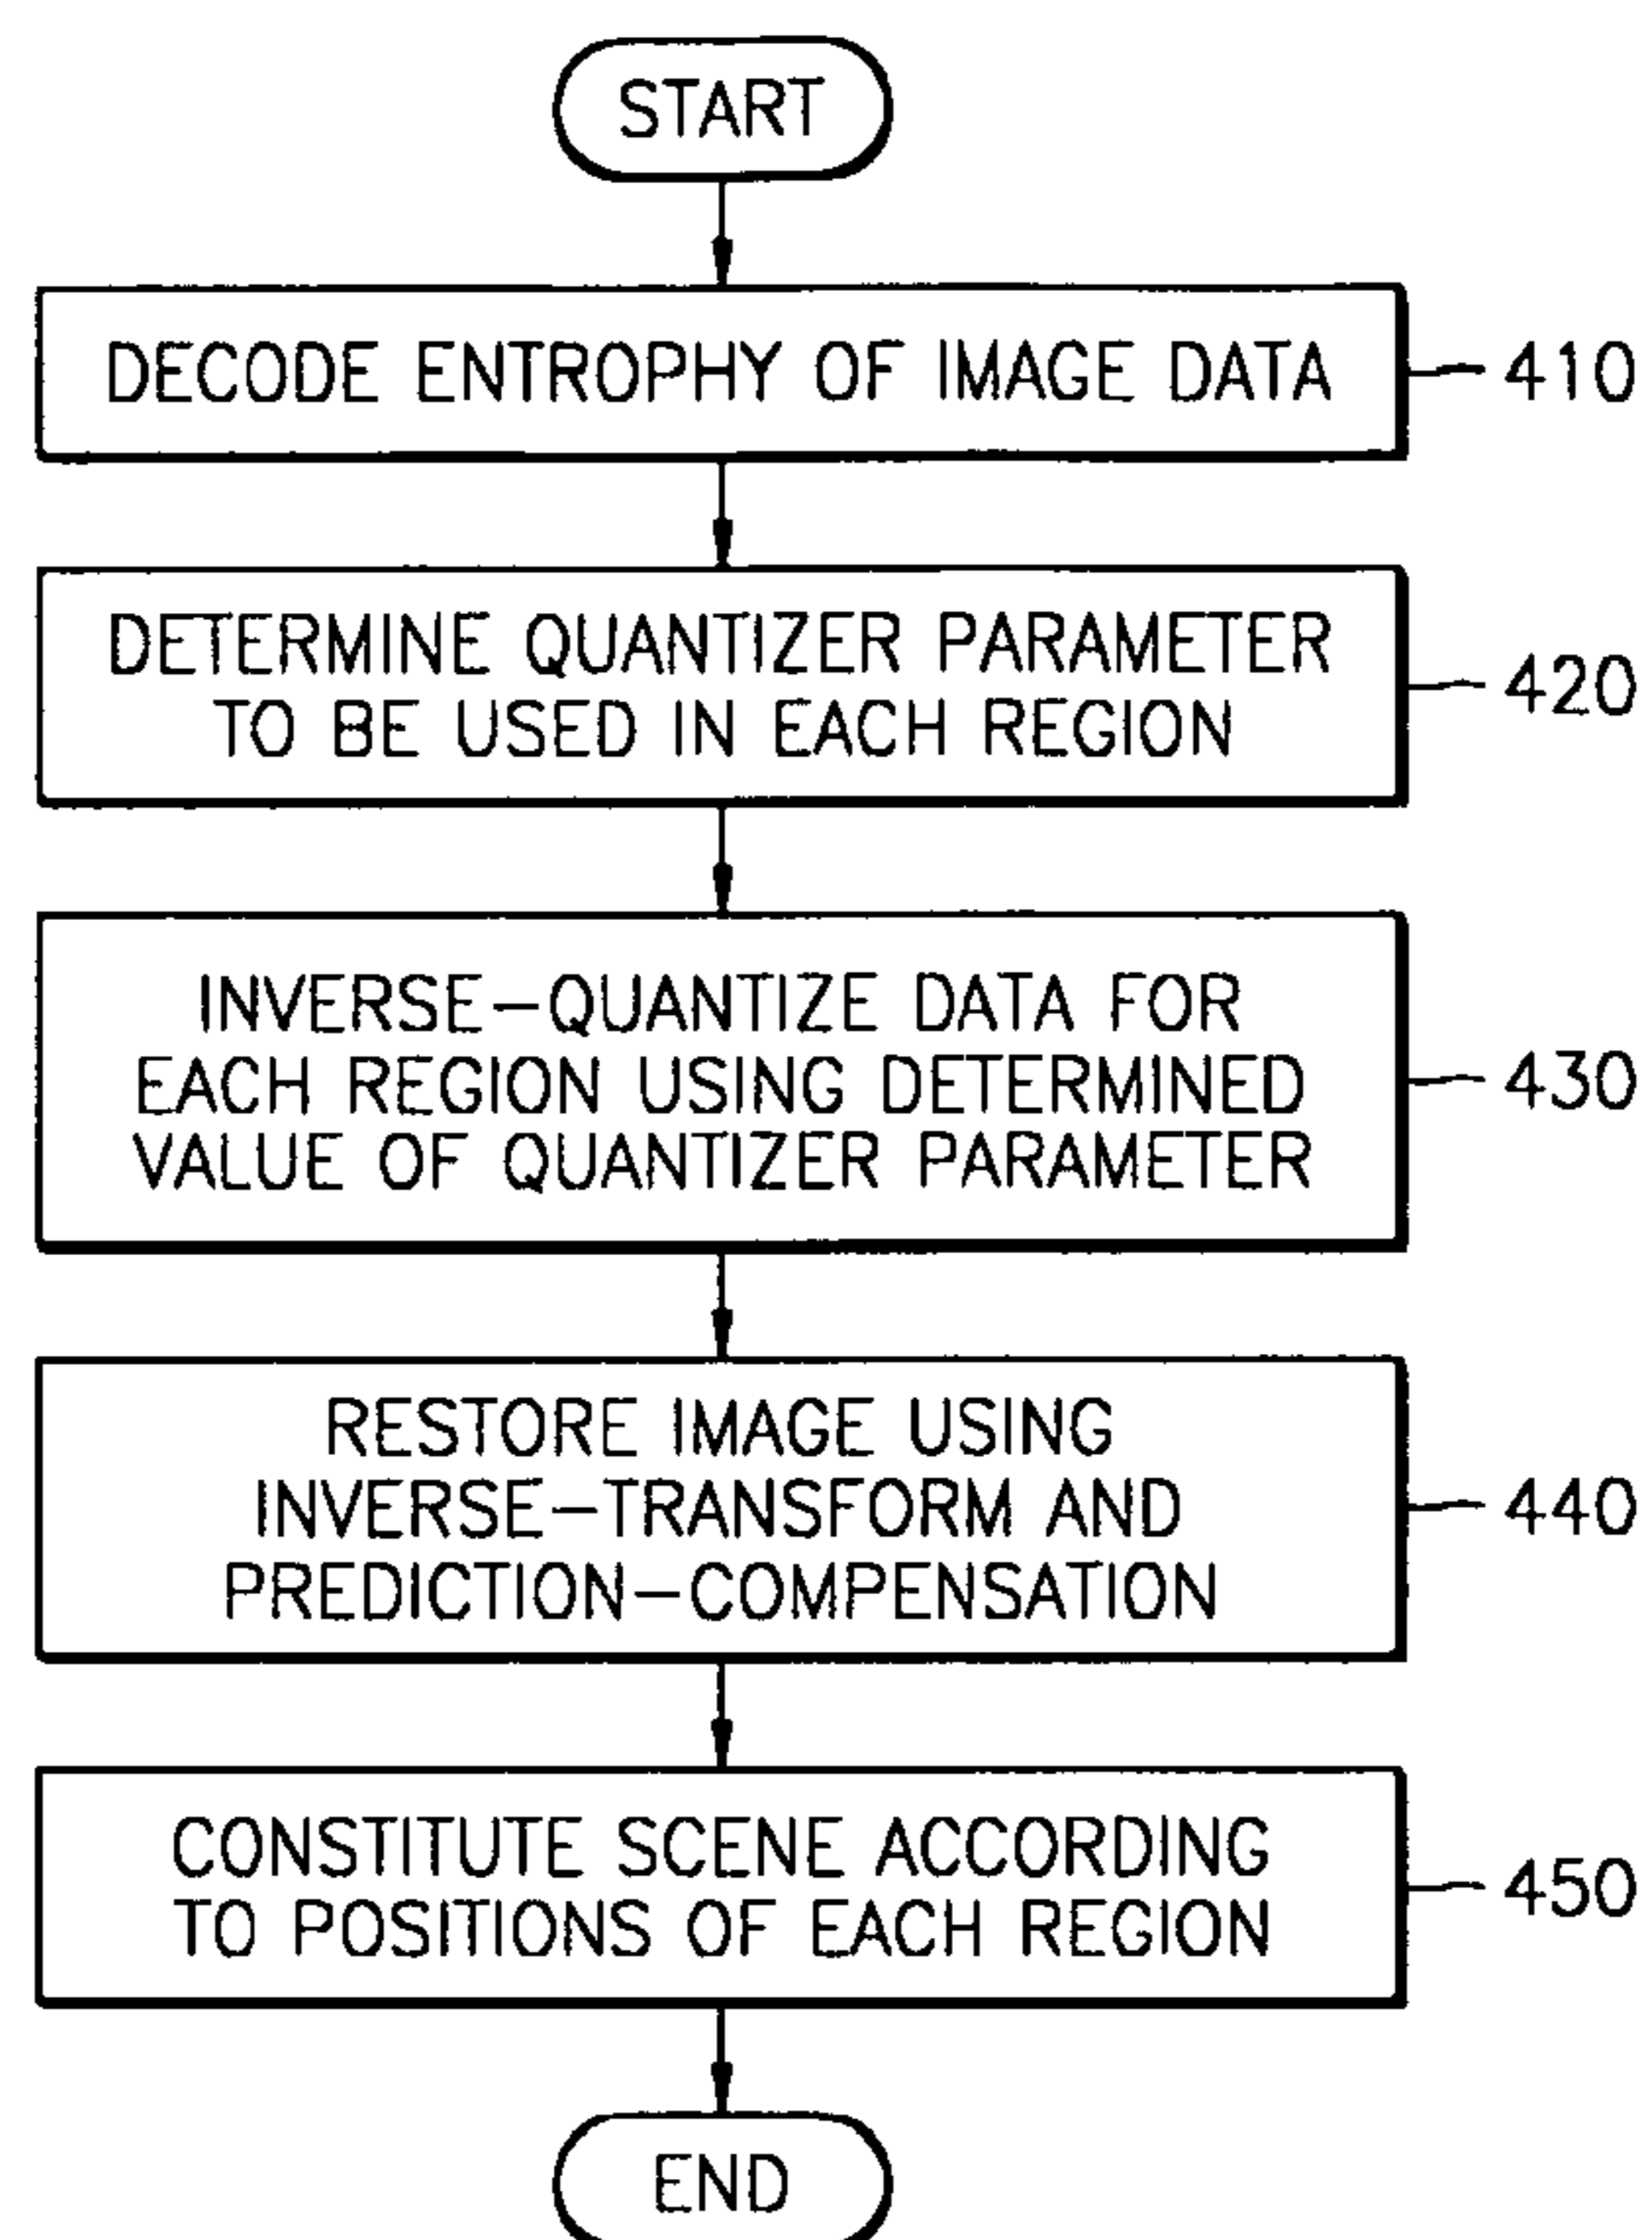 START
DECODE ENTROPHY OF IMAGE DATA
410
DETERMINE QUANTIZER PARAMETER
TO BE USED IN EACH REGION
420
INVERSE-QUANTIZE DATA FOR
EACH REGION USING DETERMINED
VALUE OF QUANTIZER PARAMETER
430
RESTORE IMAGE USING
INVERSE-TRANSFORM AND
PREDICTION-COMPENSATION
440
CONSTITUTE SCENE ACCORDING
TO POSITIONS OF EACH REGION
450
END